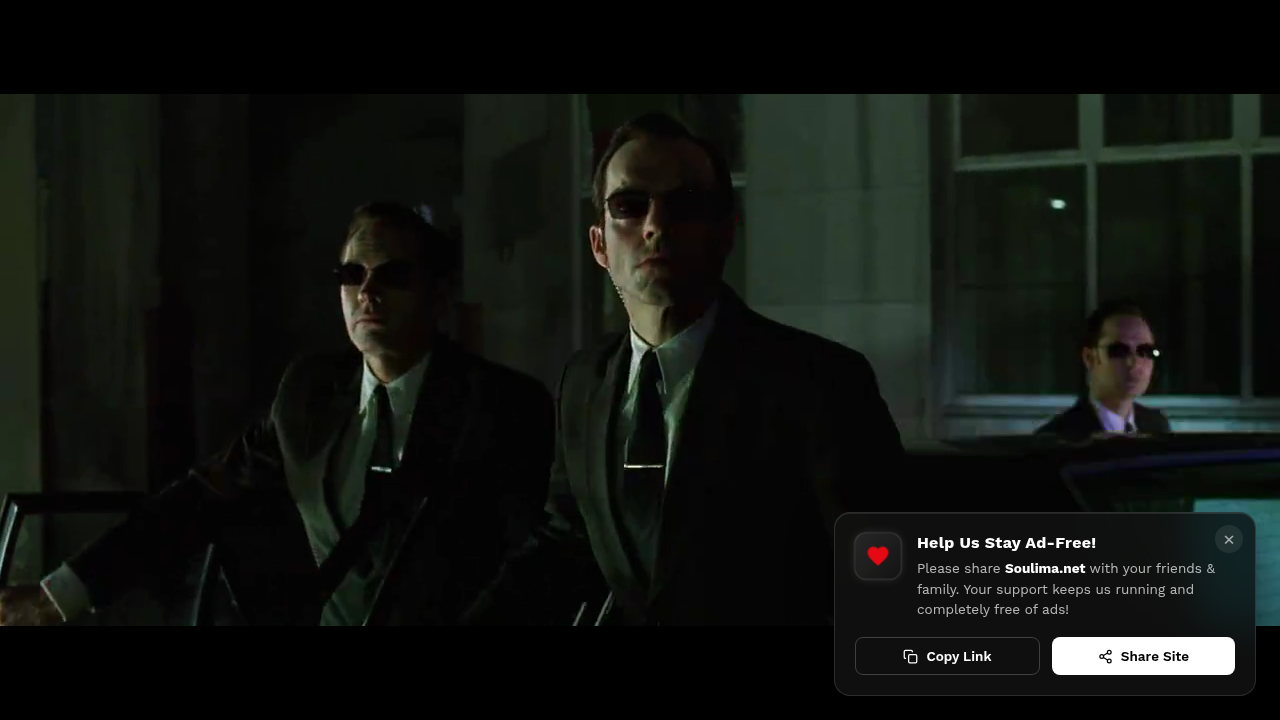 Help Us Stay Ad-Free!
Please share Soulima.net with your friends &
family. Your support keeps us running and
completely free of ads!
Copy Link
Share Site